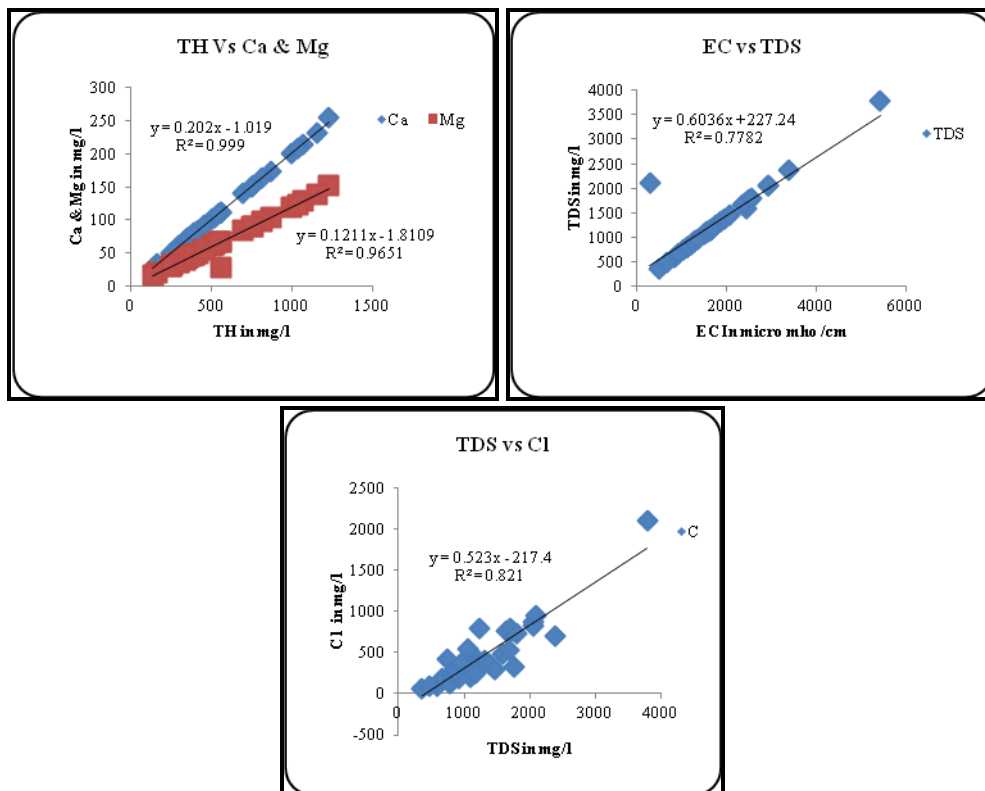 TH Vs Ca & Mg
300
250
200
150
100
50
0
0 500 1000 1500
y = 0.202x - 1.019
R² = 0.999
Ca Mg
y = 0.1211x - 1.8109
R² = 0.9651
Ca & Mg in mg/l
TH in mg/l
EC vs TDS
4000
3500
3000
2500
2000
1500
1000
500
0
0 2000 4000 6000
y = 0.6036x + 227.24
R² = 0.7782
TDS
TDS in mg/l
EC In micro mho /cm
TDS vs Cl
2500
2000
1500
1000
500
0
-500
0 1000 2000 3000 4000
y = 0.523x - 217.4
R² = 0.821
C
Cl in mg/l
TDS in mg/l